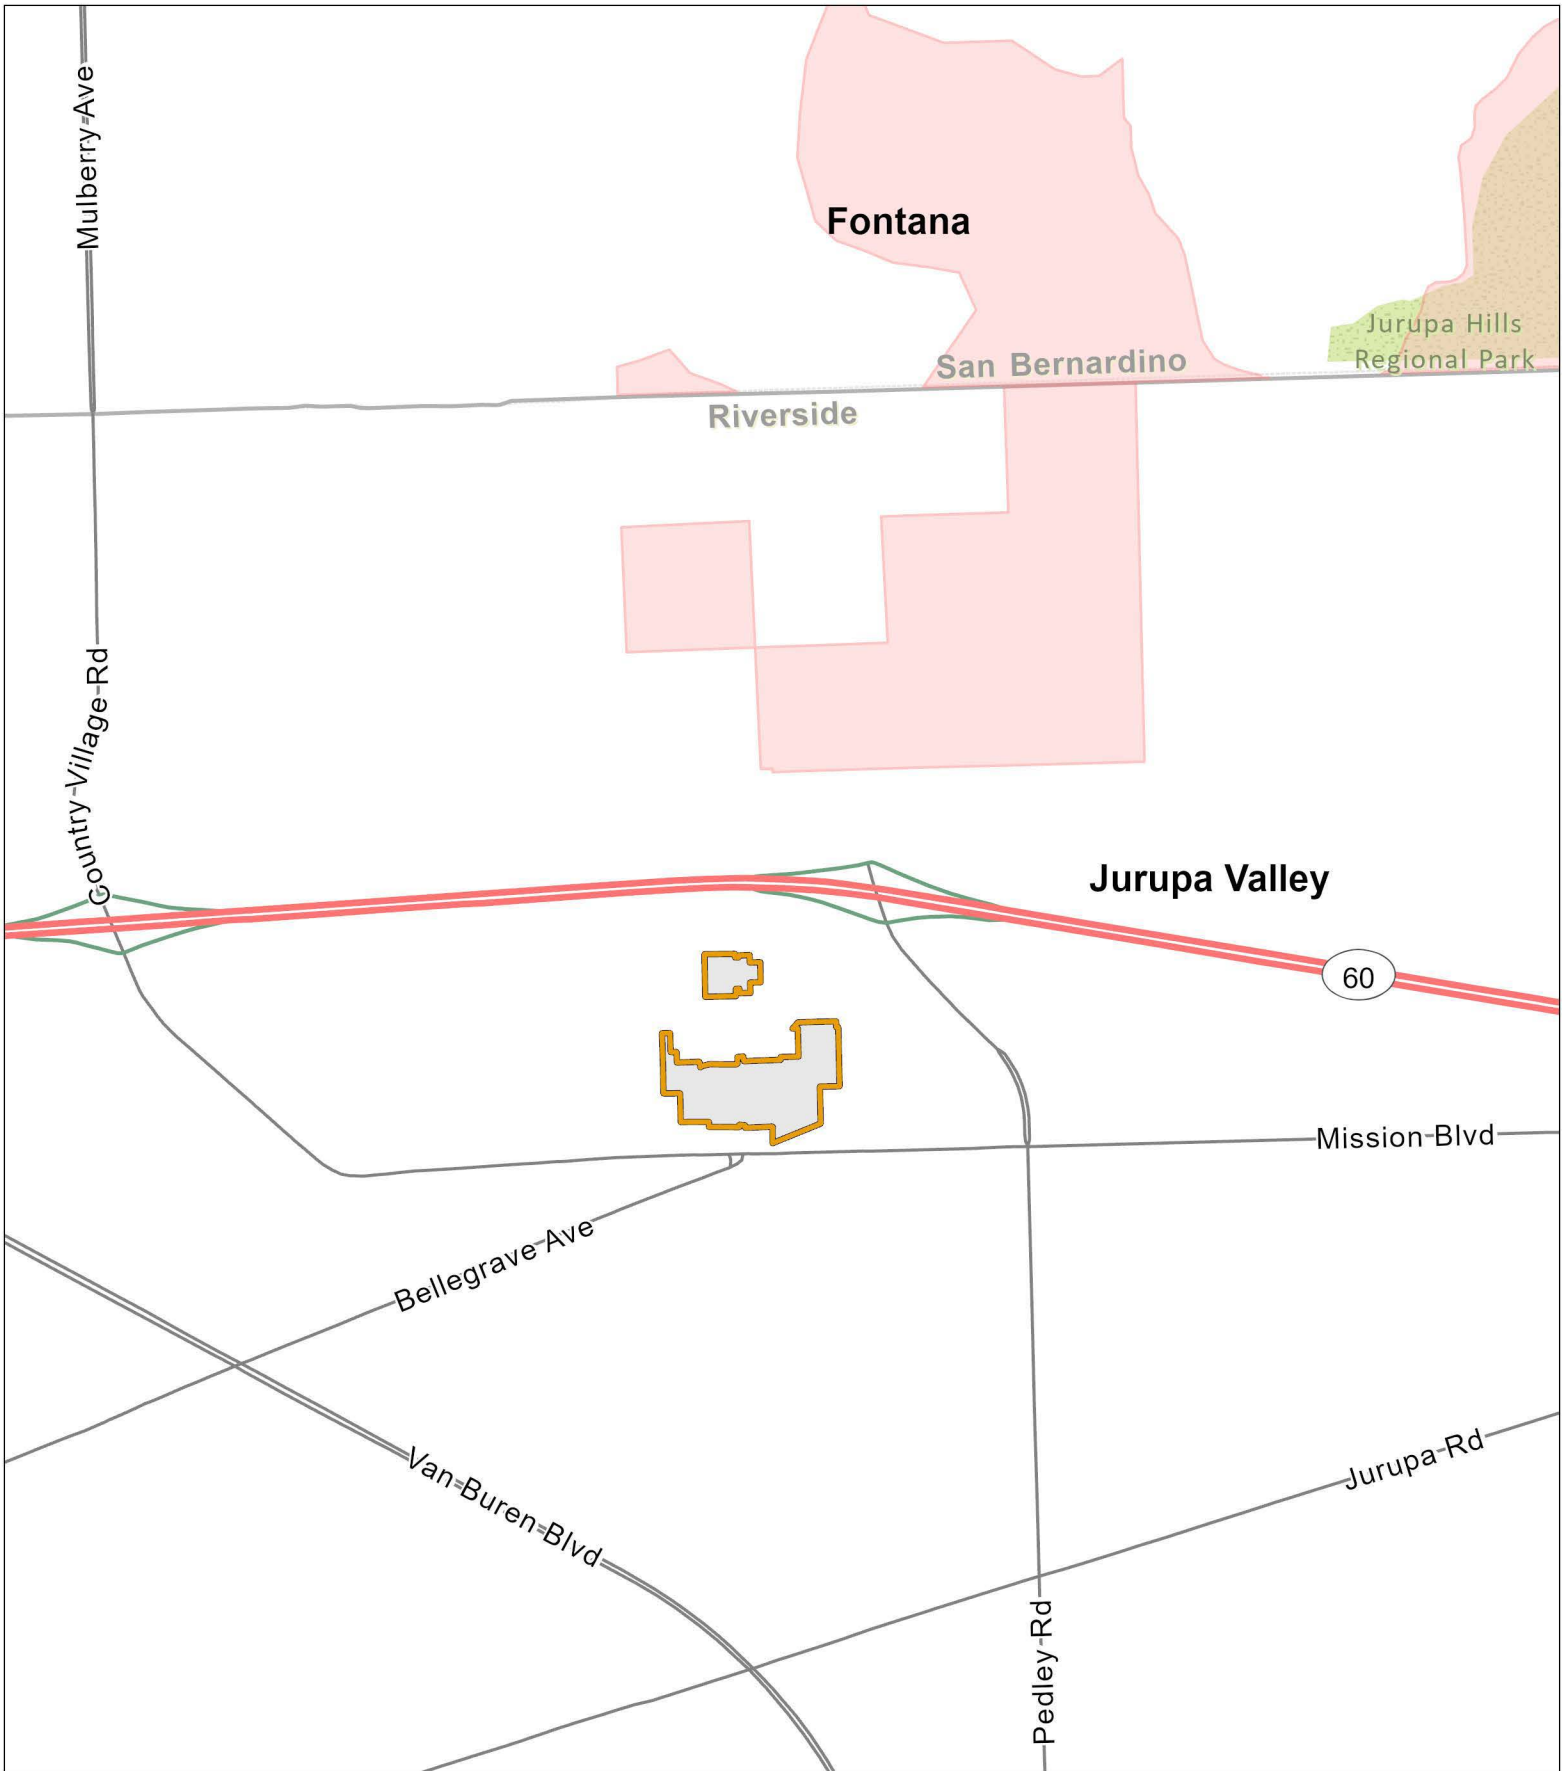 Mulberry Ave
Fontana
Jurupa Hills
Regional Park
San Bernardino
Riverside
Country Village Rd
Jurupa Valley
60
Mission Blvd
Bellegrave Ave
Jurupa Rd
Van Buren Blvd
Pedley Rd